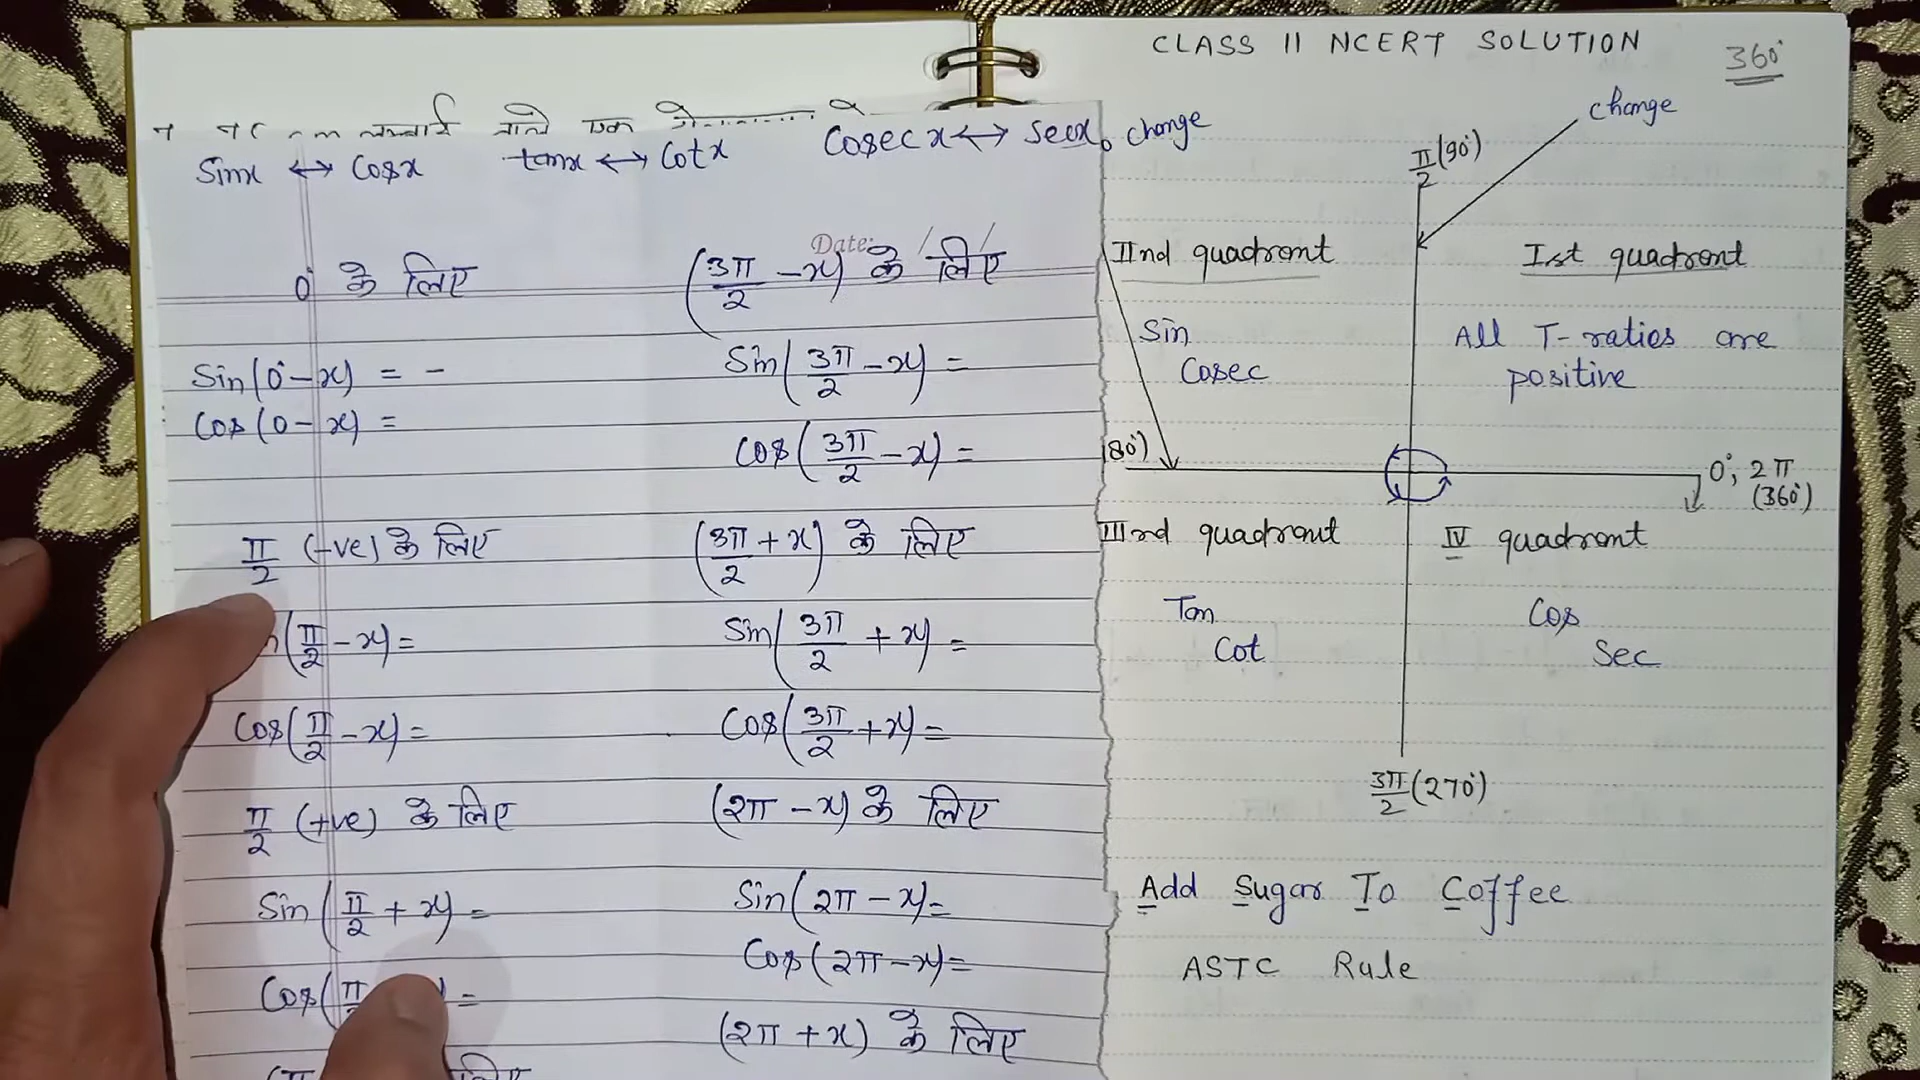 sinx ↔ cosx tanx ↔ cotx cosecx ↔ secx
0° के लिए
Sin(0°-x) = -
Cos(0-x) =
π/2 (-ve) के लिए
(π/2 - x) =
Cos(π/2 - x) =
π/2 (+ve) के लिए
Sin(π/2 + x) =
Cos(π =
Date: / /
(3π/2 - x) के लिए
Sin(3π/2 - x) =
Cos(3π/2 - x) =
(3π/2 + x) के लिए
Sin(3π/2 + x) =
Cos(3π/2 + x) =
(2π - x) के लिए
Sin(2π - x) =
Cos(2π - x) =
(2π + x) के लिए
CLASS 11 NCERT SOLUTION
360°
change
change
π/2 (90°)
IInd quadrant
Ist quadrant
Sin
Cosec
All T-ratios are
positive
180°)
0°, 2π
(360°)
IIIrd quadrant
IV quadrant
Tan
Cot
Cos
Sec
3π/2 (270°)
Add Sugar To Coffee
ASTC Rule